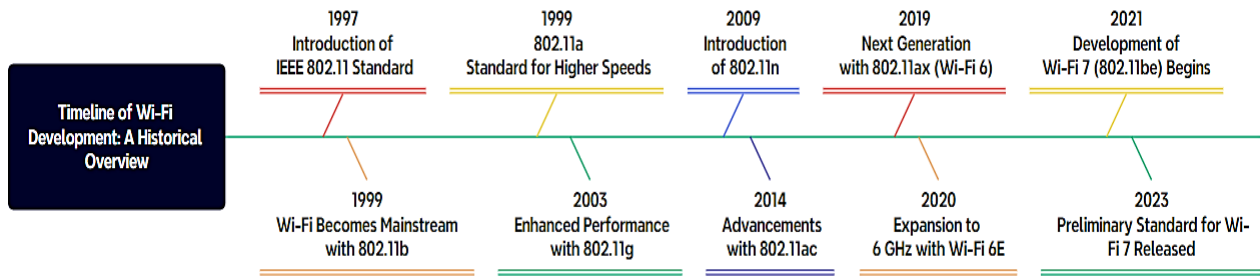 Timeline of Wi-Fi
Development: A Historical
Overview
1997
Introduction of
IEEE 802.11 Standard
1999
Wi-Fi Becomes Mainstream
with 802.11b
1999
802.11a
Standard for Higher Speeds
2003
Enhanced Performance
with 802.11g
2009
Introduction
of 802.11n
2014
Advancements
with 802.11ac
2019
Next Generation
with 802.11ax (Wi-Fi 6)
2020
Expansion to
6 GHz with Wi-Fi 6E
2021
Development of
Wi-Fi 7 (802.11be) Begins
2023
Preliminary Standard for Wi-
Fi 7 Released